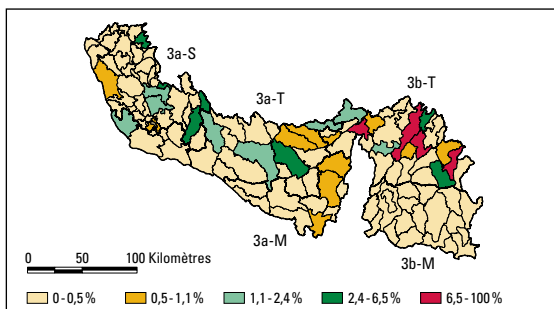 3a-S
3a-T
3b-T
3a-M
3b-M
0 50 100 Kilomètres
0 - 0,5 % 0,5 - 1,1 % 1,1 - 2,4 % 2,4 - 6,5 % 6,5 - 100 %